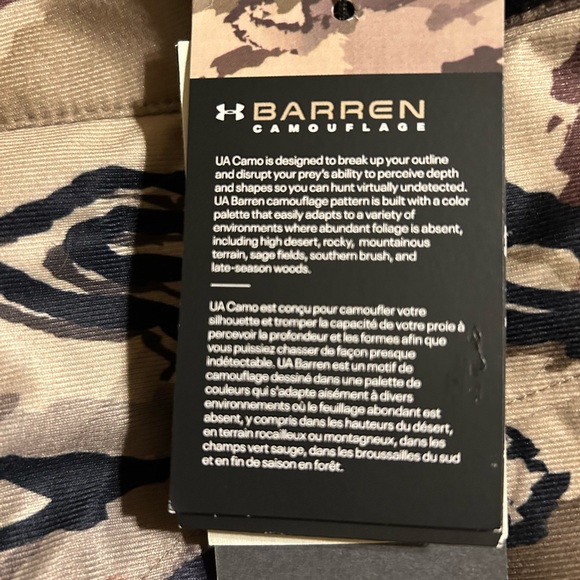 BARREN
CAMOUFLAGE
UA Camo is designed to break up your outline
and disrupt your prey's ability to perceive depth
and shapes so you can hunt virtually undetected.
UA Barren camouflage pattern is built with a color
palette that easily adapts to a variety of
environments where abundant foliage is absent,
including high desert, rocky, mountainous
terrain, sage fields, southern brush, and
late-season woods.
UA Camo est conçu pour camoufler votre
silhouette et tromper la capacité de votre proie à
percevoir la profondeur et les formes afin que
vous puissiez chasser de façon presque
indétectable. UA Barren est un motif de
camouflage dessiné dans une palette de
couleurs qui s'adapte aisément à divers
environnements où le feuillage abondant est
absent, y compris dans les hauteurs du désert,
en terrain rocailleux ou montagneux, dans les
champs vert sauge, dans les broussailles du sud
et en fin de saison en forêt.